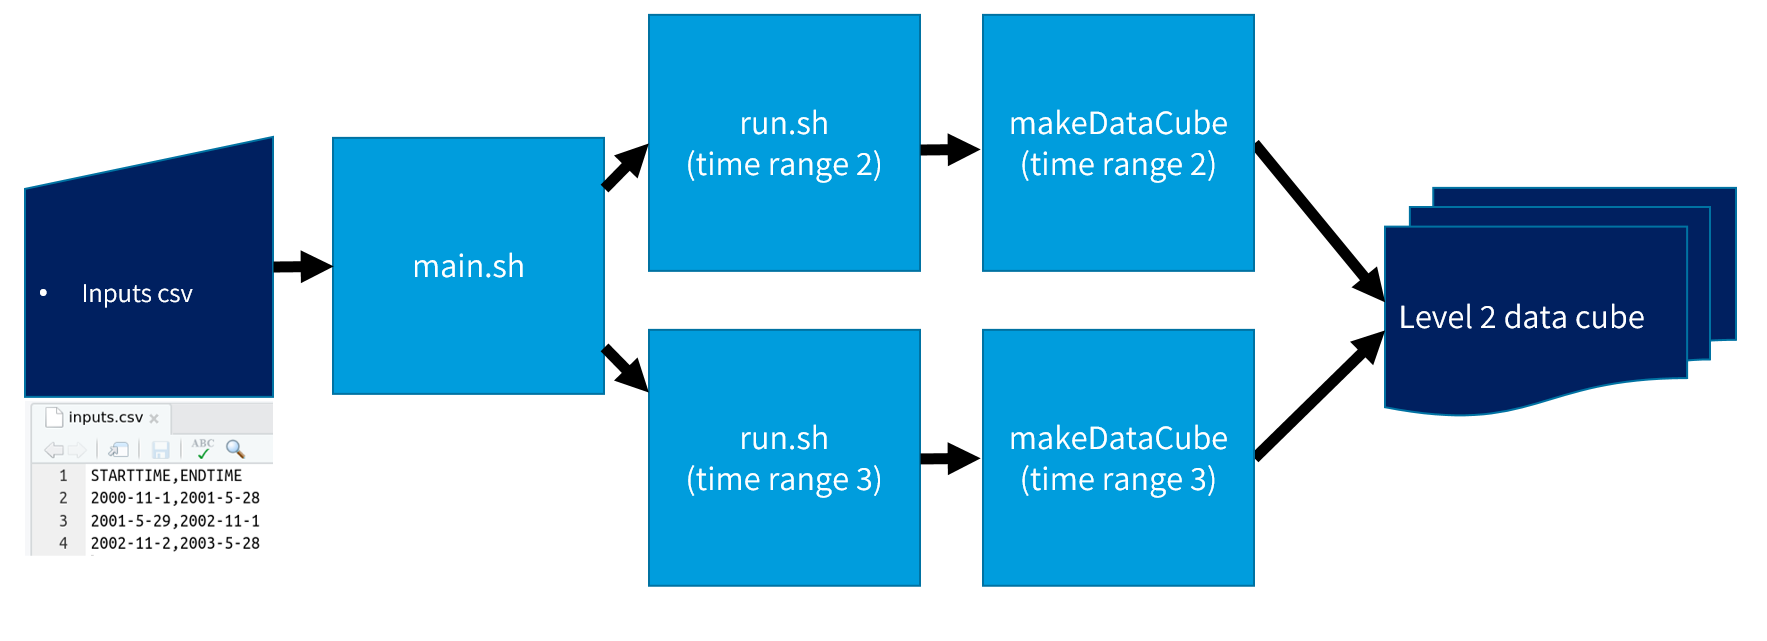 run.sh
(time range 2)
makeDataCube
(time range 2)
• Inputs csv
main.sh
Level 2 data cube
run.sh
(time range 3)
makeDataCube
(time range 3)
inputs.csv ×
ABC
1 STARTTIME,ENDTIME
2 2000-11-1,2001-5-28
3 2001-5-29,2002-11-1
4 2002-11-2,2003-5-28